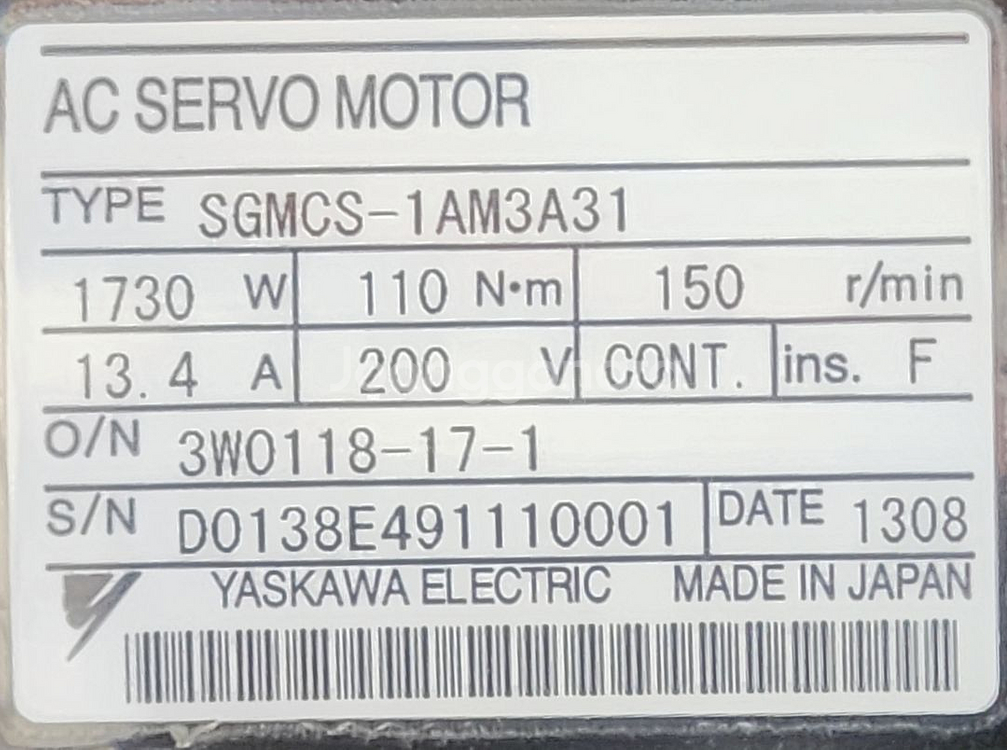 AC SERVO MOTOR
TYPE SGMCS-1AM3A31
1730 W 110 N·m 150 r/min
13.4 A 200 V CONT. ins. F
O/N 3W0118-17-1
S/N D0138E491110001 DATE 1308
YASKAWA ELECTRIC MADE IN JAPAN